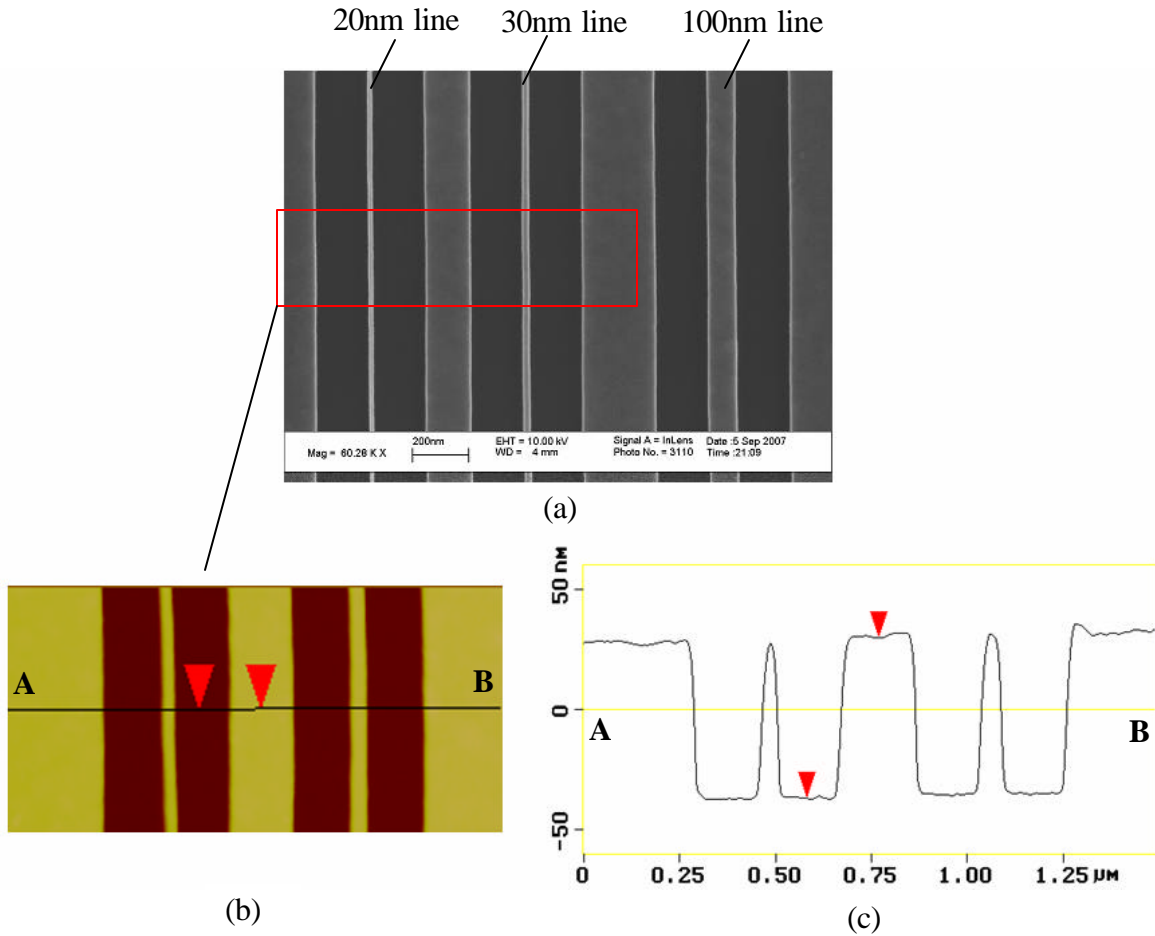 20nm line 30nm line 100nm line
200nm EHT = 10.00 kV Signal A = InLens Date :5 Sep 2007
Mag = 60.28 K X WD = 4 mm Photo No. = 3110 Time :21:09
(a)
A B
(b)
50 nm
0
-50
A B
0 0.25 0.50 0.75 1.00 1.25 µM
(c)